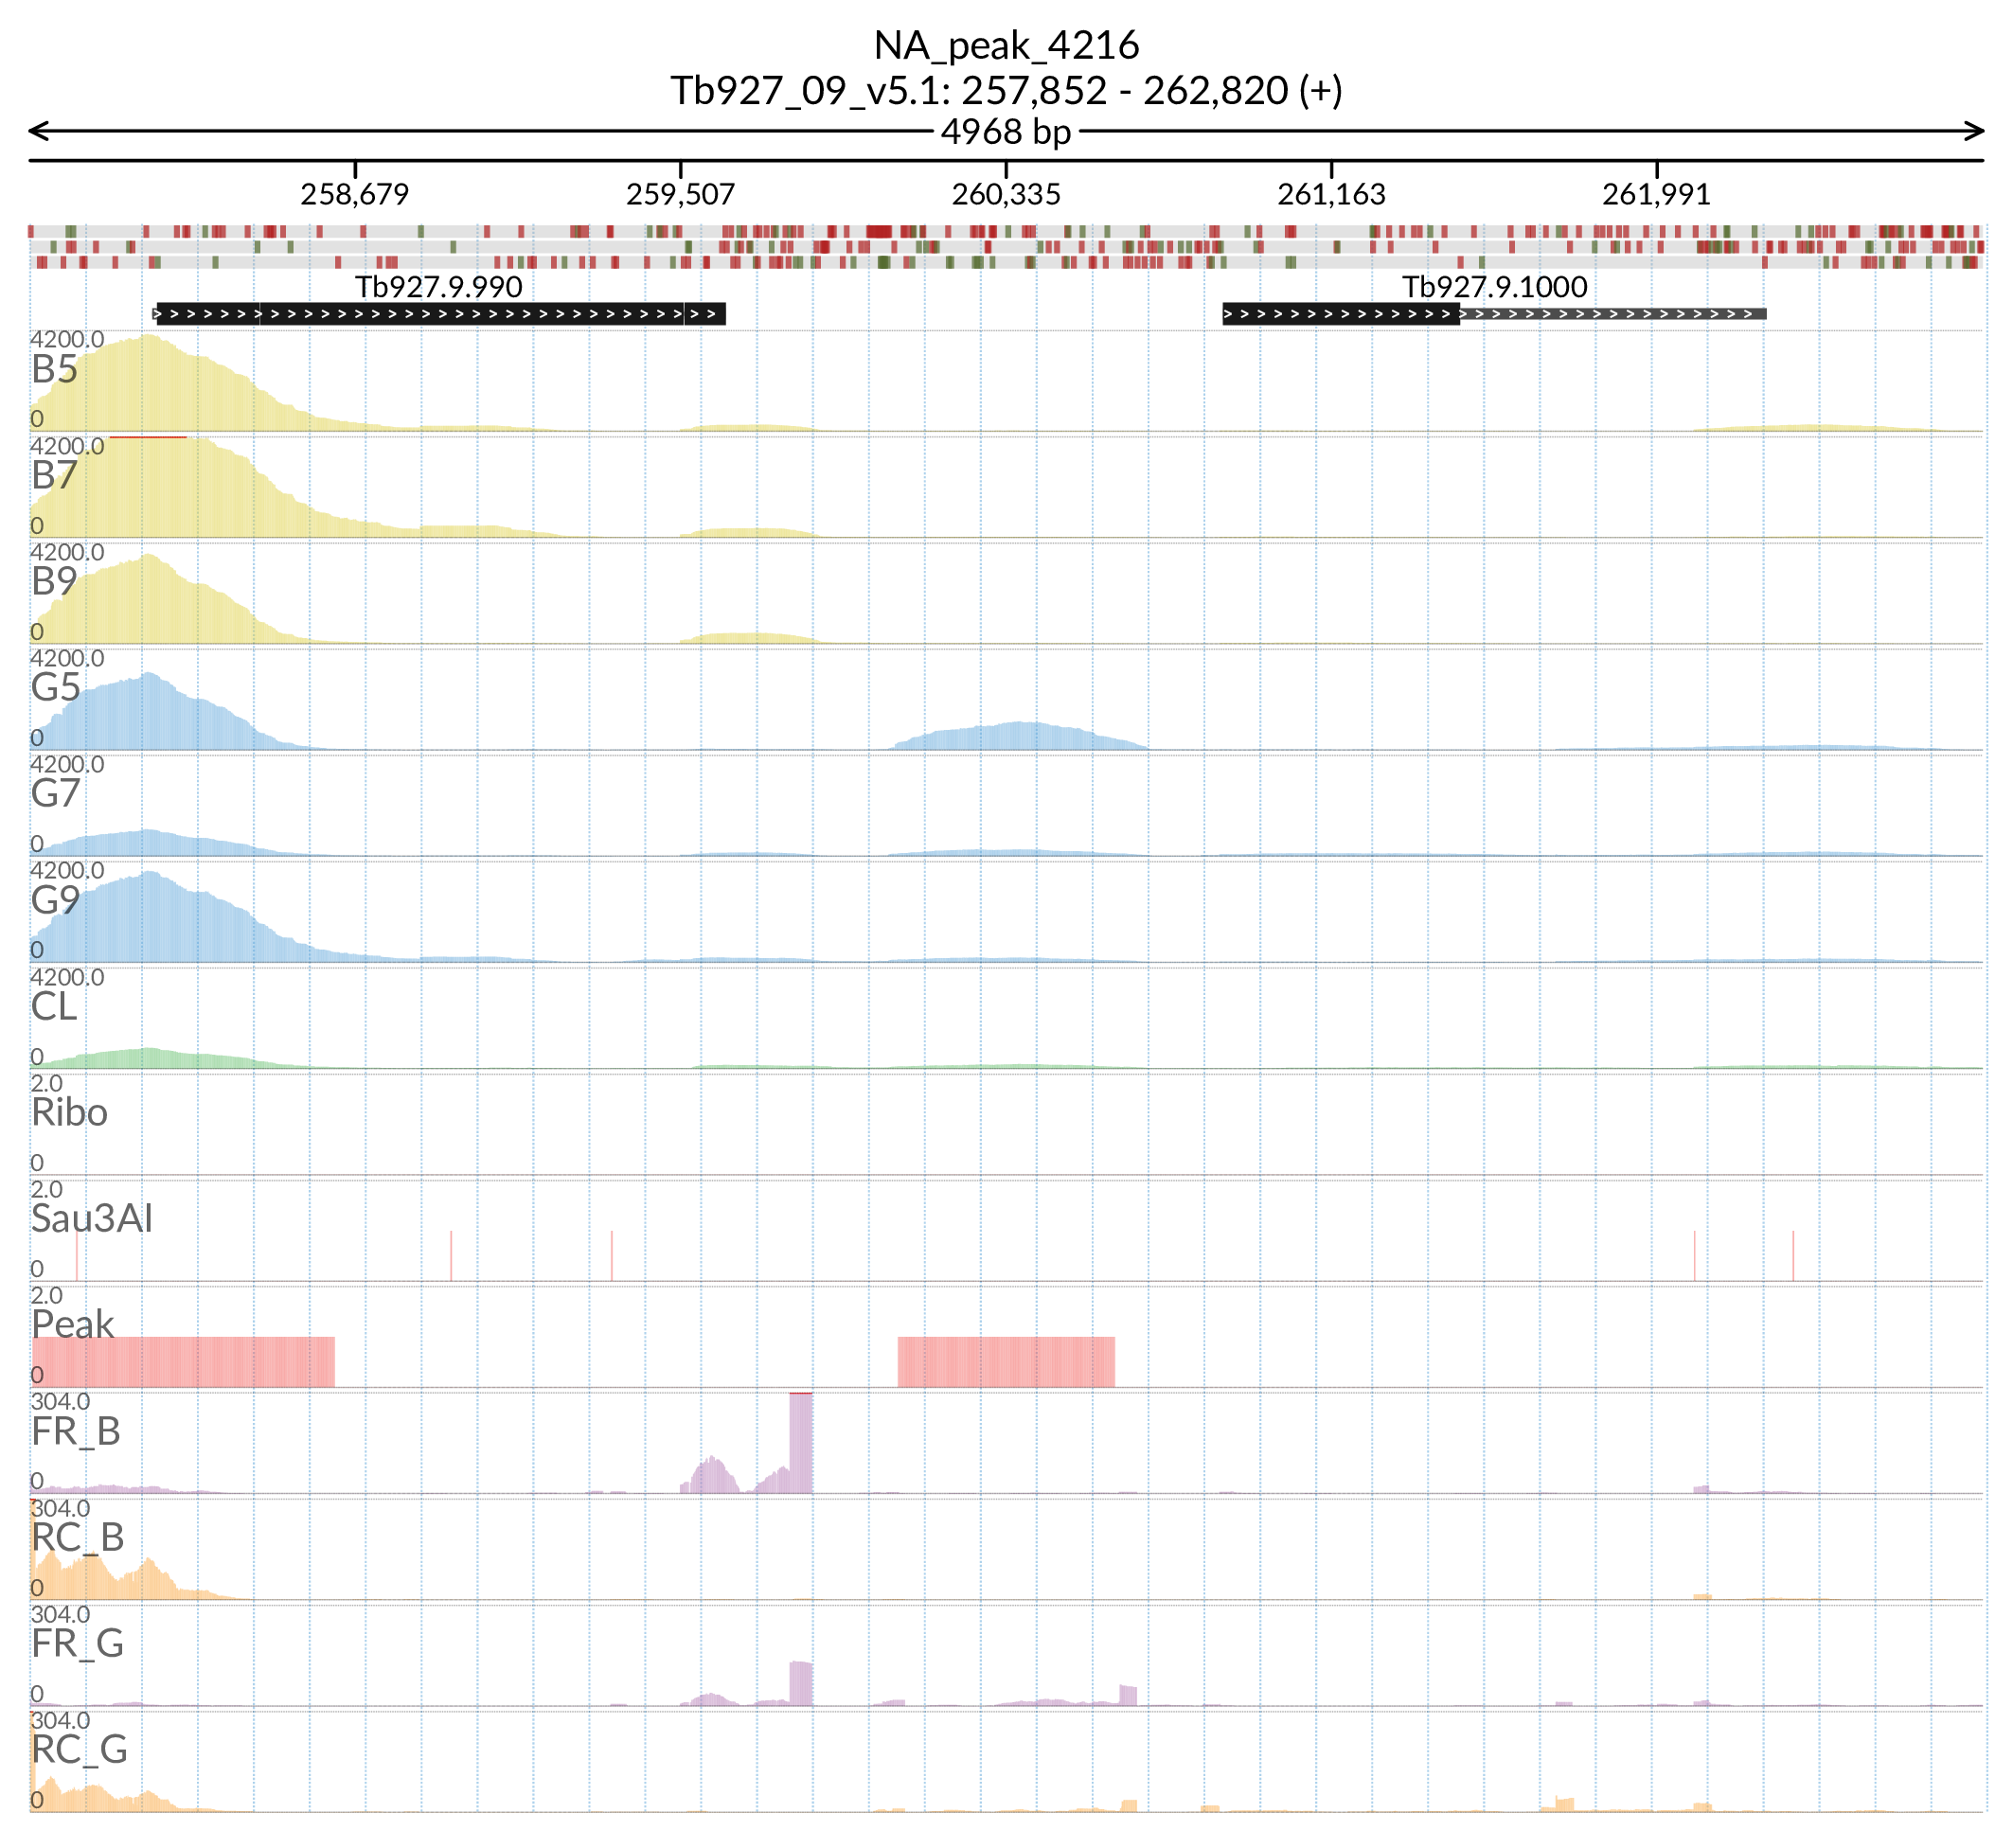 NA_peak_4216
Tb927_09_v5.1: 257,852 - 262,820 (+)
4968 bp
258,679 259,507 260,335 261,163 261,991
Tb927.9.990 Tb927.9.1000
4200.0
B5
0
4200.0
B7
0
4200.0
B9
0
4200.0
G5
0
4200.0
G7
0
4200.0
G9
0
4200.0
CL
0
2.0
Ribo
0
2.0
Sau3AI
0
2.0
Peak
0
304.0
FR_B
0
304.0
RC_B
0
304.0
FR_G
0
304.0
RC_G
0